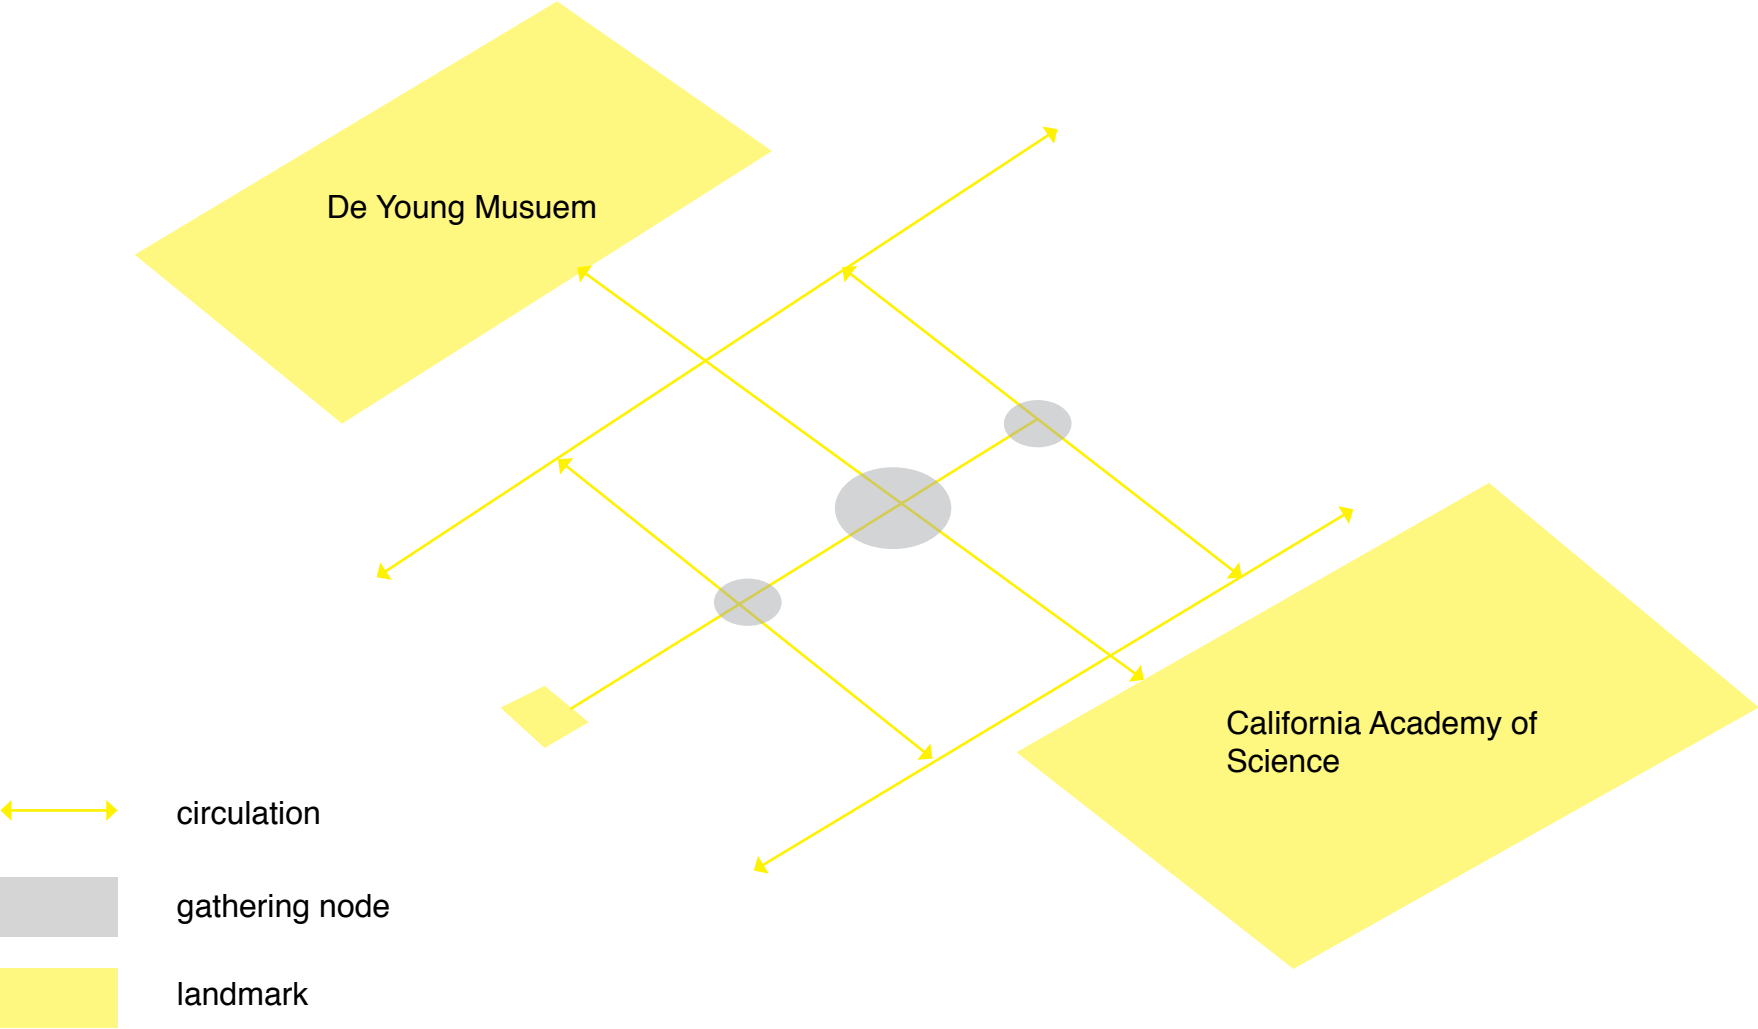 De Young Musuem
California Academy of
Science
circulation
gathering node
landmark